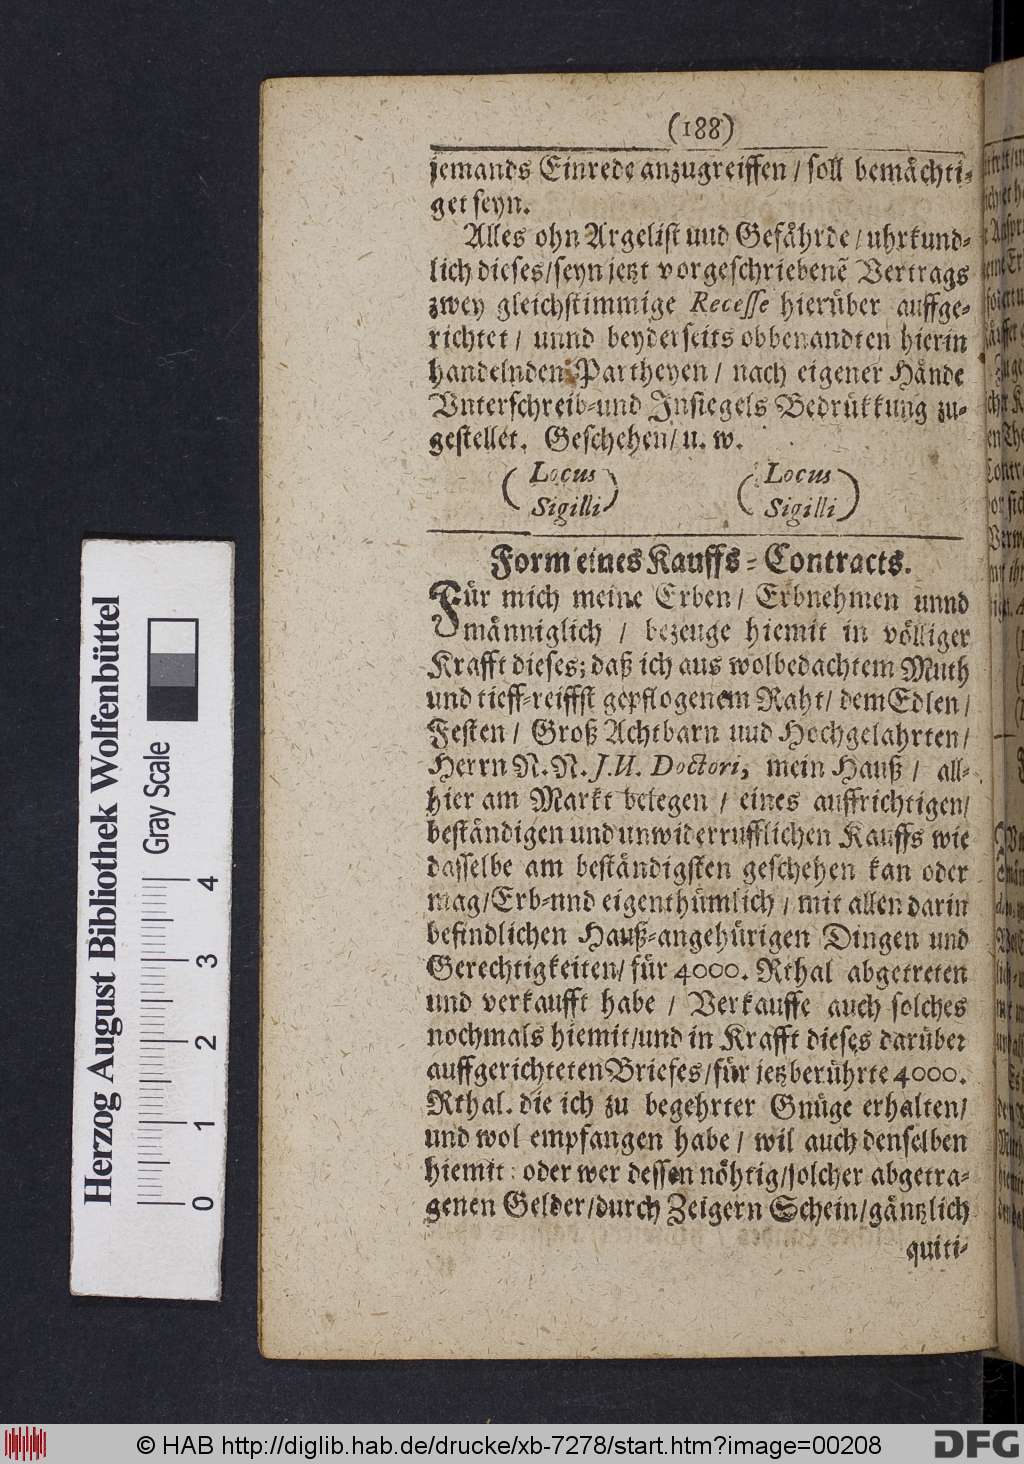 (188)
jemands Einrede anzugreiffen / soll bemächti-
get seyn.
Alles ohn Argelist uud Gefährde / uhrkund-
lich dieses/seyn jetzt vorgeschriebenẽ Vertrags
zwey gleichstimmige Recesse hierüber auffge-
richtet / unnd beyderseits obbenandten hierin
handelnden Partheyen / nach eigener Hände
Unterschreib-und Insiegels Bedrükkung zu-
gestellet. Geschehen/ u. w.
( Locus Sigilli ) ( Locus Sigilli )
Form eines Kauffs-Contracts.
Für mich meine Erben / Erbnehmen unnd
männiglich / bezeuge hiemit in völliger
Krafft dieses; daß ich aus wolbedachtem Muth
und tieff-reiffst gepflogenem Raht/ dem Edlen /
Festen / Groß Achtbarn uud Hochgelahrten/
Herrn N. N. J.U. Doctori, mein Hauß / all-
hier am Markt belegen / eines auffrichtigen/
beständigen und unwiderrufflichen Kauffs wie
dasselbe am beständigsten geschehen kan oder
mag/Erb-und eigenthümlich / mit allen darin
befindlichen Hauß-angehürigen Dingen und
Gerechtigkeiten/ für 4000. Rthal abgetreten
und verkaufft habe / Verkauffe auch solches
nochmals hiemit/und in Krafft dieses darüber
auffgerichteten Briefes/für jetzberührte 4000.
Rthal. die ich zu begehrter Gnüge erhalten/
und wol empfangen habe / wil auch denselben
hiemit oder wer dessen nöhtig/solcher abgetra-
genen Gelder/durch Zeigern Schein/gäntzlich
quiti-
Herzog August Bibliothek Wolfenbüttel
Gray Scale
0 1 2 3 4
© HAB http://diglib.hab.de/drucke/xb-7278/start.htm?image=00208
DFG